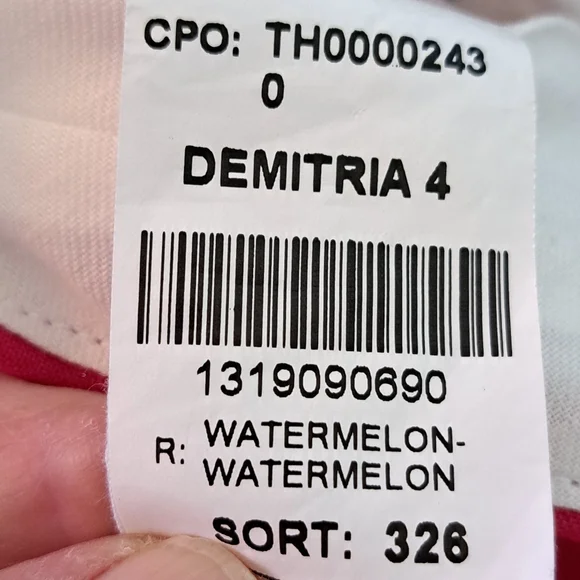 CPO: TH0000243
0
DEMITRIA 4
1319090690
R: WATERMELON-
WATERMELON
SORT: 326